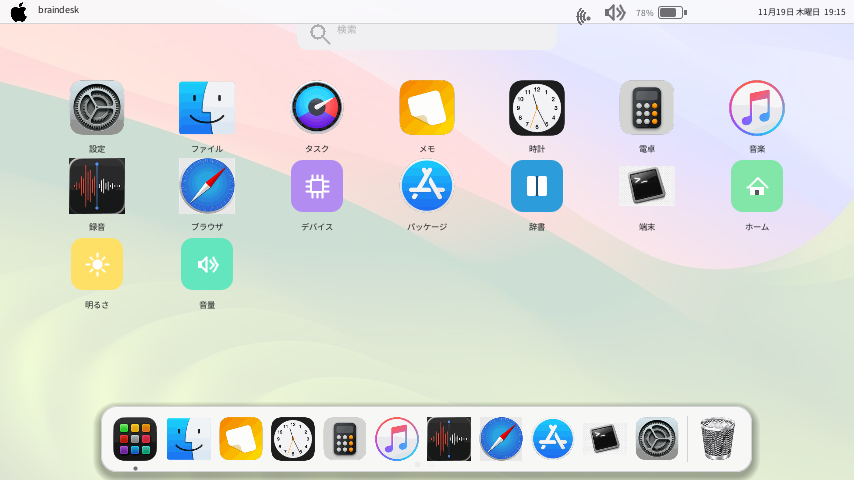 braindesk
78%
11月19日 木曜日 19:15
検索
設定
ファイル
タスク
メモ
時計
電卓
音楽
録音
ブラウザ
デバイス
パッケージ
辞書
端末
ホーム
明るさ
音量